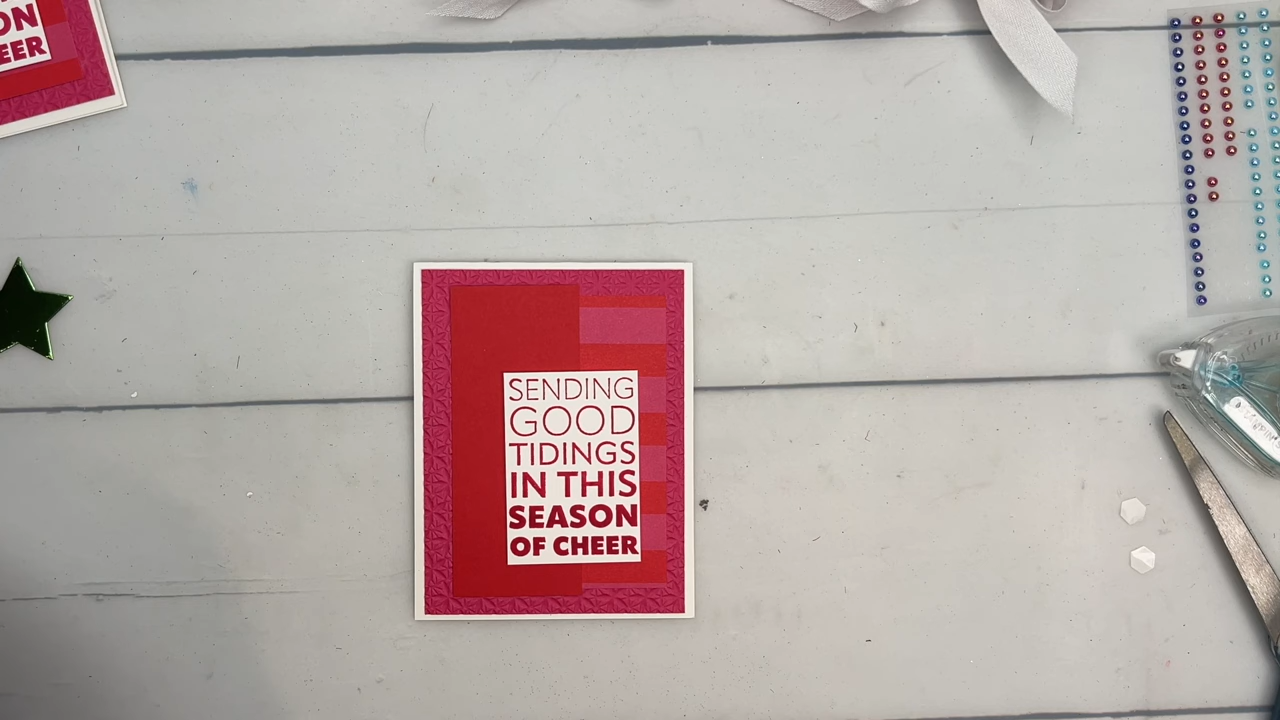 ON
EER
SENDING
GOOD
TIDINGS
IN THIS
SEASON
OF CHEER